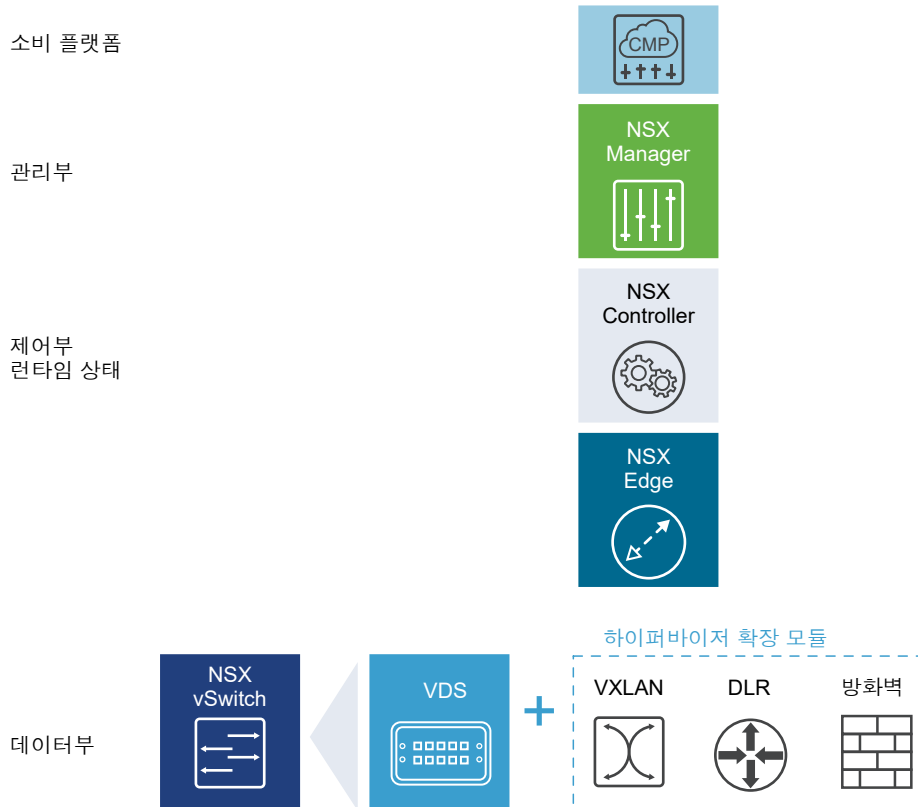 소비 플랫폼
CMP
NSX
Manager
관리부
NSX
Controller
제어부
런타임 상태
NSX
Edge
하이퍼바이저 확장 모듈
NSX
vSwitch
VDS
VXLAN
DLR
방화벽
데이터부